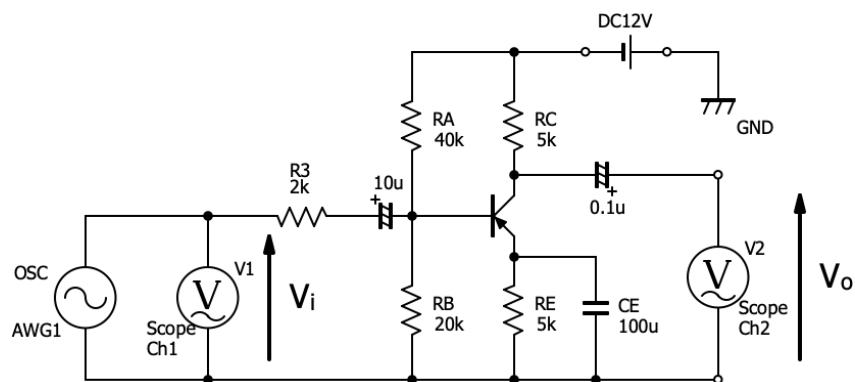 DC12V
GND
RA
40k
RC
5k
R3
2k
10u
+
+
0.1u
OSC
AWG1
V1
V
Scope
Ch1
Vi
RB
20k
RE
5k
CE
100u
V2
V
Scope
Ch2
Vo